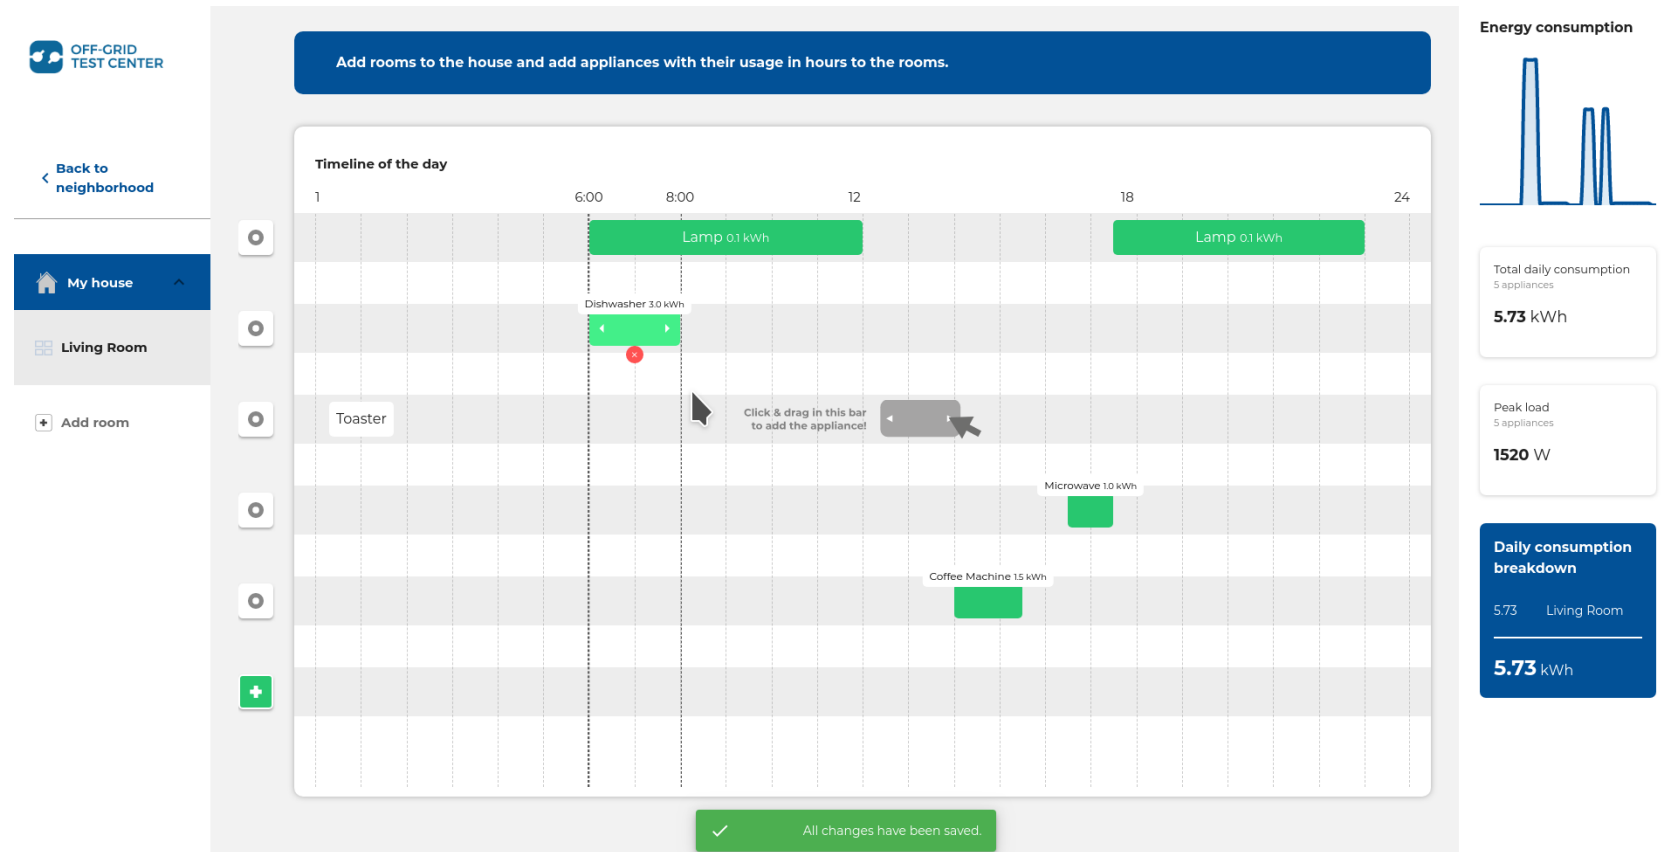 OFF-GRID
TEST CENTER
Back to
neighborhood
My house
Living Room
Add room
Add rooms to the house and add appliances with their usage in hours to the rooms.
Timeline of the day
1 6:00 8:00 12 18 24
Lamp 0.1 kWh Lamp 0.1 kWh
Dishwasher 3.0 kWh
Toaster
Click & drag in this bar
to add the appliance!
Microwave 1.0 kWh
Coffee Machine 1.5 kWh
All changes have been saved.
Energy consumption
Total daily consumption
5 appliances
5.73 kWh
Peak load
5 appliances
1520 W
Daily consumption
breakdown
5.73 Living Room
5.73 kWh